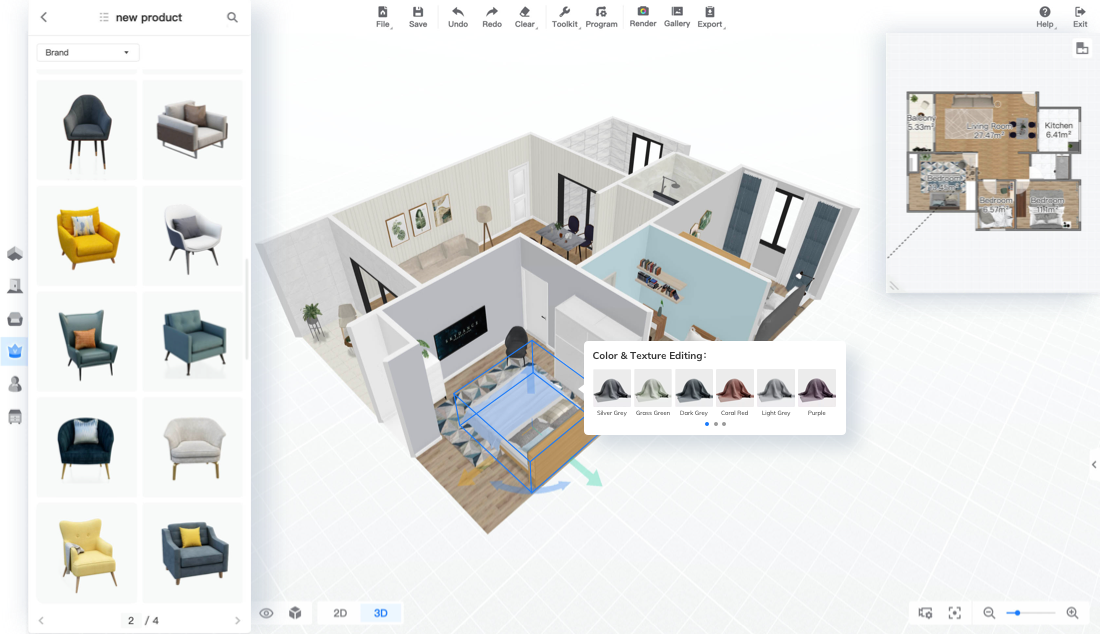 new product
Brand
2 / 4
File
Save
Undo
Redo
Clear
Toolkit
Program
Render
Gallery
Export
Help
Exit
Balcony
5.33m²
Living Room
27.47m²
Kitchen
6.41m²
Bedroom
Bedroom
Bedroom
Color & Texture Editing:
Silver Grey
Grass Green
Dark Grey
Coral Red
Light Grey
Purple
2D
3D